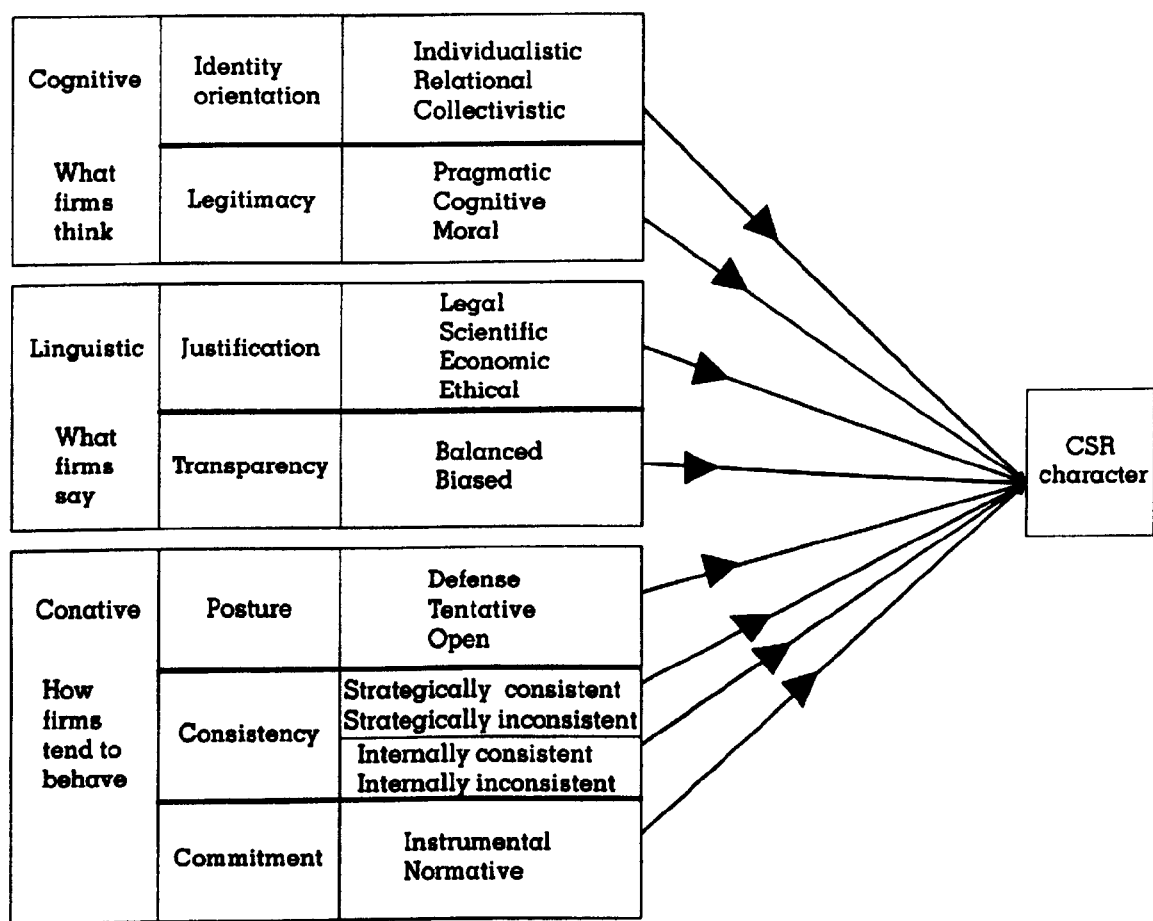 Cognitive
What
firms
think
Identity
orientation
Individualistic
Relational
Collectivistic
Legitimacy
Pragmatic
Cognitive
Moral
Linguistic
What
firms
say
Justification
Legal
Scientific
Economic
Ethical
Transparency
Balanced
Biased
Conative
How
firms
tend to
behave
Posture
Defense
Tentative
Open
Consistency
Strategically consistent
Strategically inconsistent
Internally consistent
Internally inconsistent
Commitment
Instrumental
Normative
CSR
character